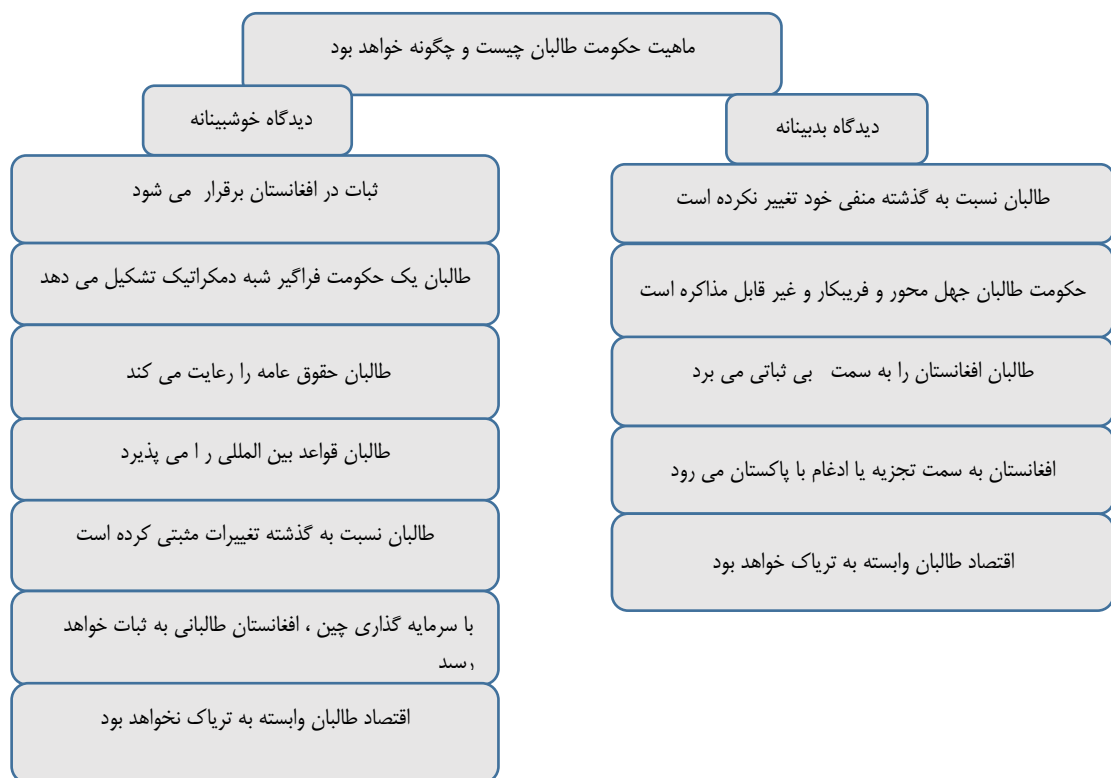 ماهیت حکومت طالبان چیست و چگونه خواهد بود
دیدگاه بدبینانه
طالبان نسبت به گذشته منفی خود تغییر نکرده است
حکومت طالبان جهل محور و فریبکار و غیر قابل مذاکره است
طالبان افغانستان را به سمت بی ثباتی می برد
افغانستان به سمت تجزیه یا ادغام با پاکستان می رود
اقتصاد طالبان وابسته به تریاک خواهد بود
دیدگاه خوشبینانه
ثبات در افغانستان برقرار می شود
طالبان یک حکومت فراگیر شبه دمکراتیک تشکیل می دهد
طالبان حقوق عامه را رعایت می کند
طالبان قواعد بین المللی ر ا می پذیرد
طالبان نسبت به گذشته تغییرات مثبتی کرده است
با سرمایه گذاری چین ، افغانستان طالبانی به ثبات خواهد
رسید
اقتصاد طالبان وابسته به تریاک نخواهد بود